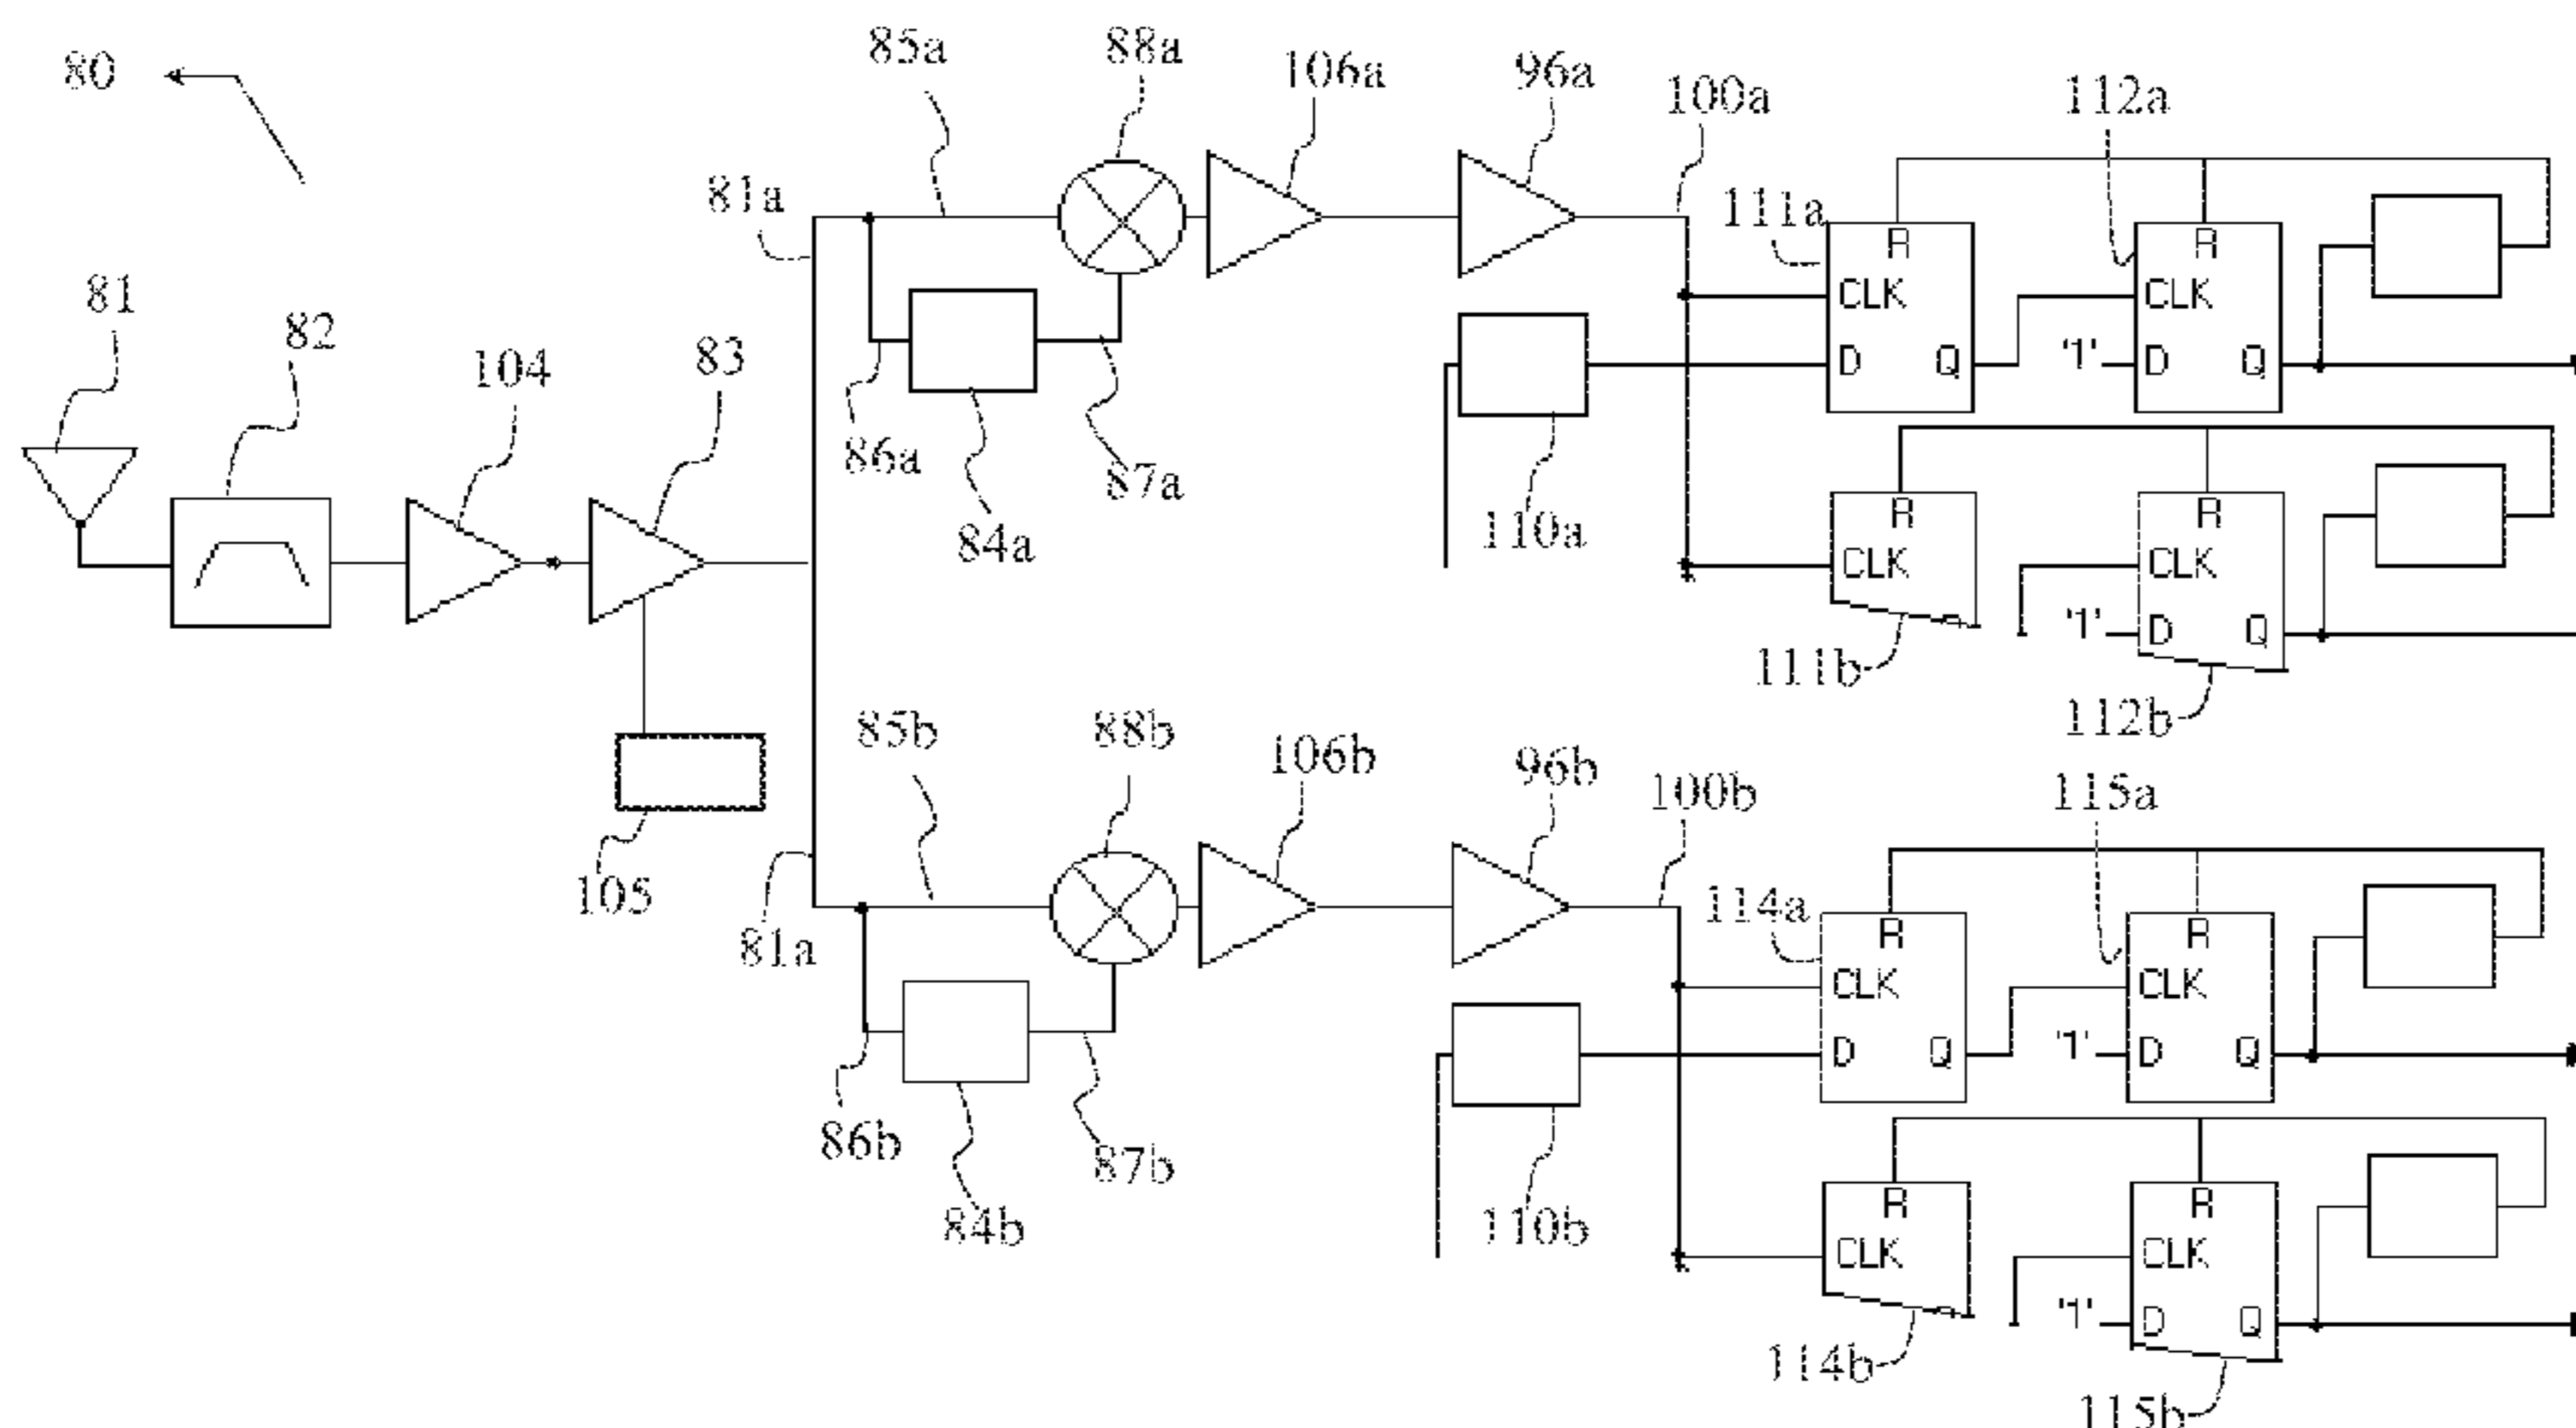 80
85a
88a
106a
96a
100a
112a
81a
111a
R
R
CLK
CLK
D
Q
'1'
D
Q
81
82
104
83
86a
87a
84a
110a
R
CLK
R
CLK
'1'
D
Q
111b
112b
105
85b
88b
106b
96b
100b
115a
81a
114a
R
R
CLK
CLK
D
Q
'1'
D
Q
86b
87b
84b
110b
R
CLK
R
CLK
'1'
D
Q
114b
115b